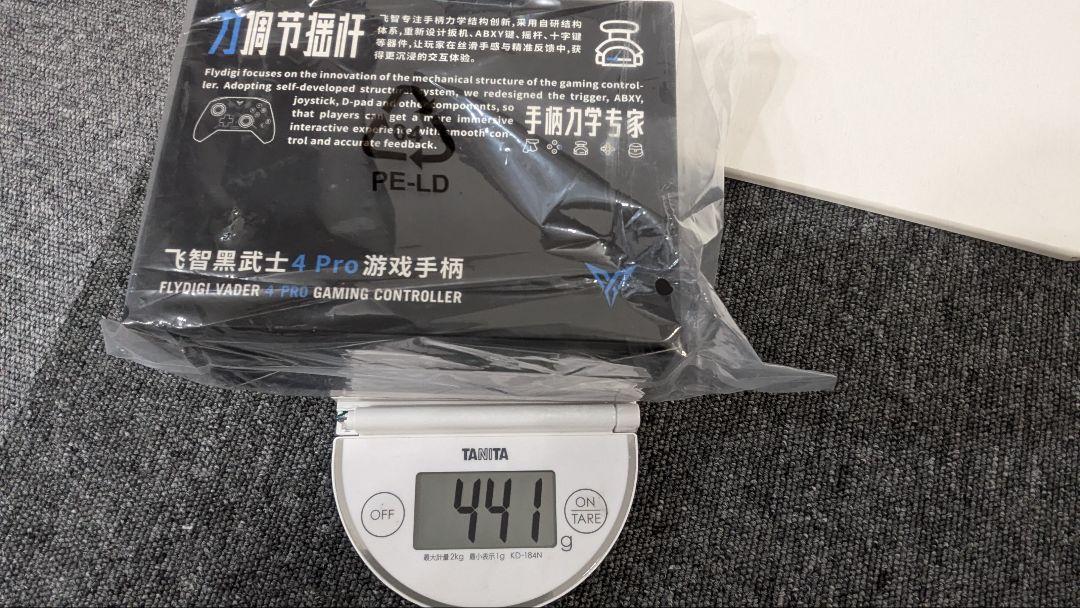 力调节摇杆
飞智专注手柄力学结构创新,采用自研结构
体系,重新设计扳机、ABXY键、摇杆、十字键
等器件,让玩家在丝滑手感与精准反馈中,获
得更沉浸的交互体验。
Flydigi focuses on the innovation of the mechanical structure of the gaming control-
ler. Adopting self-developed structure system, we redesigned the trigger, ABXY,
joystick, D-pad and other components, so
that players can get a more immersive
interactive experience with smooth con-
trol and accurate feedback.
手柄力学专家
04
PE-LD
飞智黑武士4 Pro游戏手柄
FLYDIGI VADER 4 PRO GAMING CONTROLLER
TANITA
OFF
441
g
ON
TARE
最大計量2kg 最小表示1g KD-184N